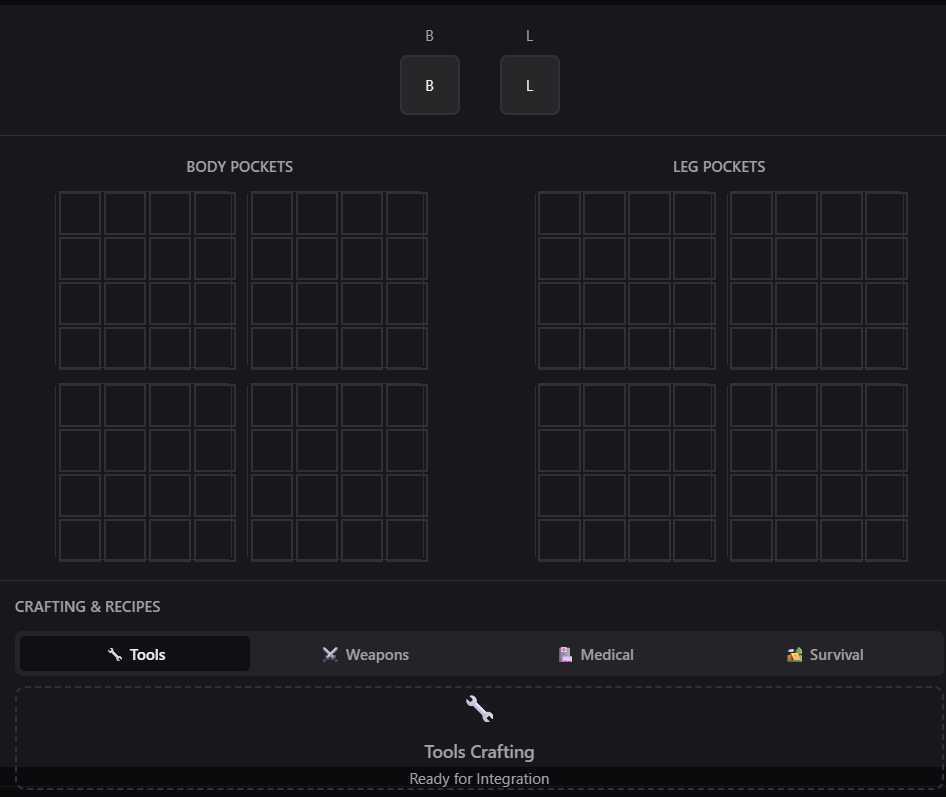 B L
B L
BODY POCKETS LEG POCKETS
CRAFTING & RECIPES
Tools Weapons Medical Survival
Tools Crafting
Ready for Integration